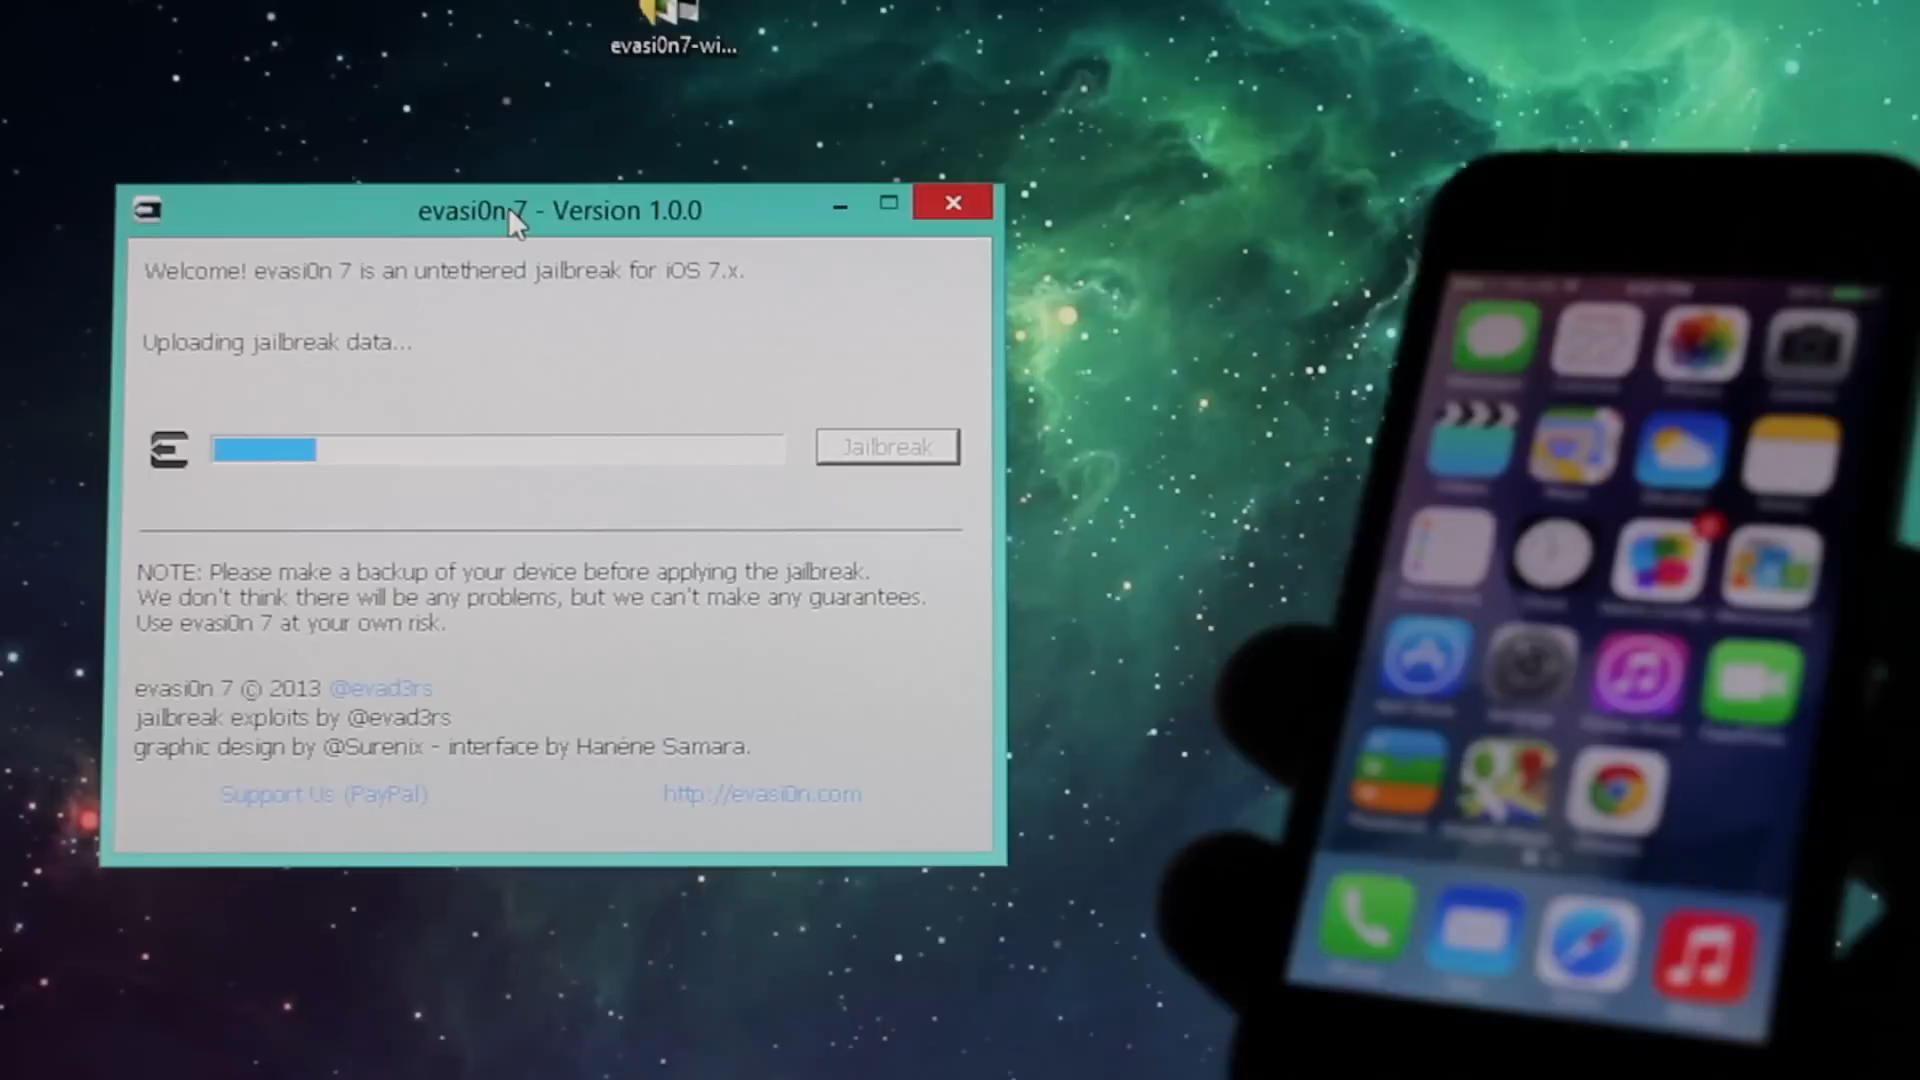 evasi0n7-wi...
evasi0n 7 - Version 1.0.0
Welcome! evasi0n 7 is an untethered jailbreak for iOS 7.x.
Uploading jailbreak data...
Jailbreak
NOTE: Please make a backup of your device before applying the jailbreak.
We don't think there will be any problems, but we can't make any guarantees.
Use evasi0n 7 at your own risk.
evasi0n 7 © 2013 @evad3rs
jailbreak exploits by @evad3rs
graphic design by @Surenix - interface by Hanéne Samara.
Support Us (PayPal)
http://evasi0n.com